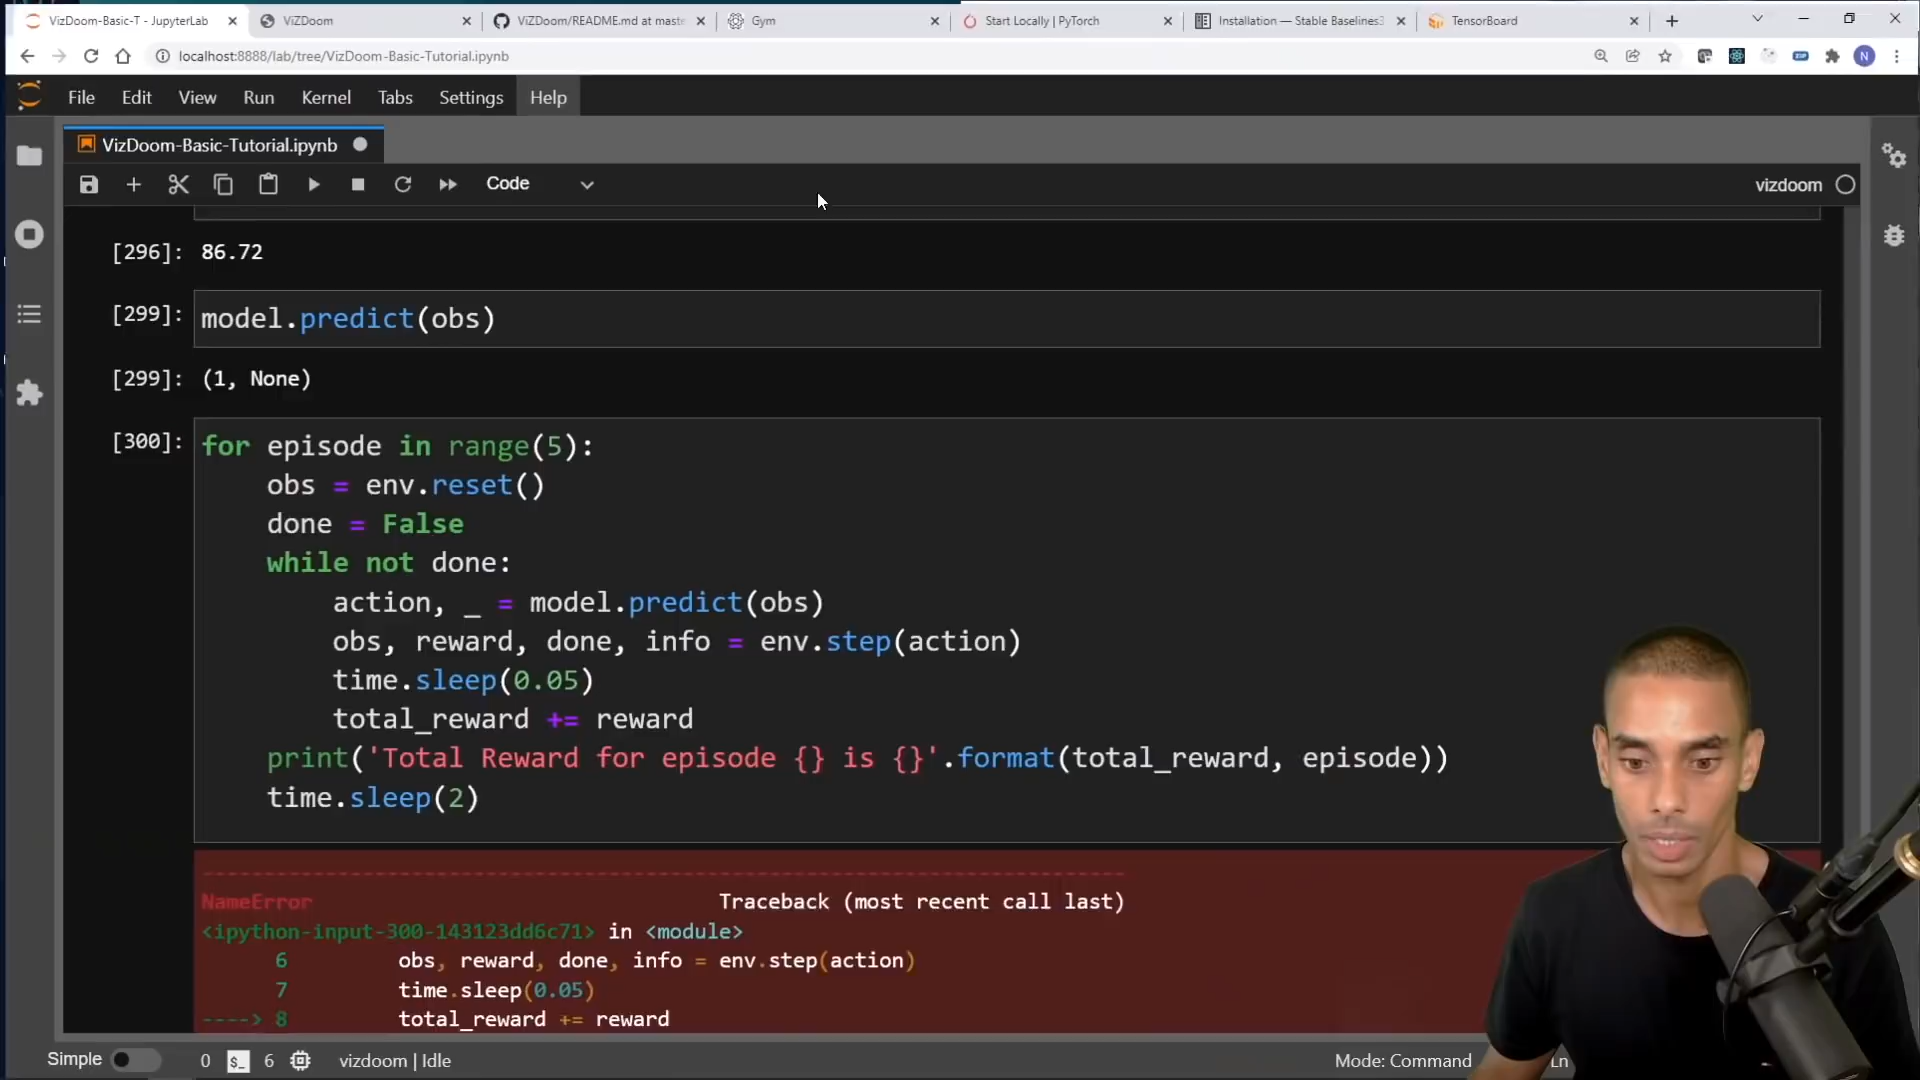 VizDoom-Basic-T - JupyterLab
ViZDoom
ViZDoom/README.md at maste
Gym
Start Locally | PyTorch
Installation — Stable Baselines3
TensorBoard
localhost:8888/lab/tree/VizDoom-Basic-Tutorial.ipynb
N
File Edit View Run Kernel Tabs Settings Help
VizDoom-Basic-Tutorial.ipynb
Code
vizdoom
[296]: 86.72
[299]: model.predict(obs)
[299]: (1, None)
[300]: for episode in range(5):
obs = env.reset()
done = False
while not done:
action, _ = model.predict(obs)
obs, reward, done, info = env.step(action)
time.sleep(0.05)
total_reward += reward
print('Total Reward for episode {} is {}'.format(total_reward, episode))
time.sleep(2)
---------------------------------------------------------------------------
NameError Traceback (most recent call last)
<ipython-input-300-143123dd6c71> in <module>
6 obs, reward, done, info = env.step(action)
7 time.sleep(0.05)
----> 8 total_reward += reward
Simple 0 $_ 6 vizdoom | Idle Mode: Command Ln